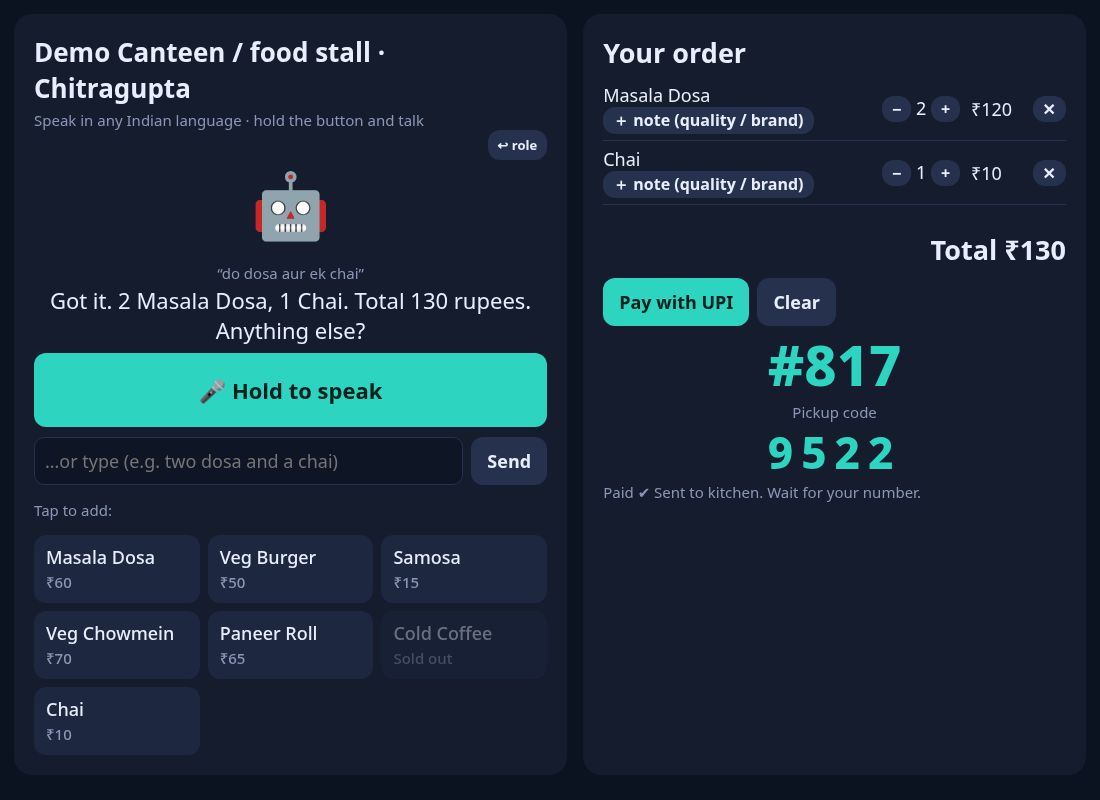 Demo Canteen / food stall ·
Chitragupta
Speak in any Indian language · hold the button and talk
↩ role
“do dosa aur ek chai”
Got it. 2 Masala Dosa, 1 Chai. Total 130 rupees.
Anything else?
🎤 Hold to speak
...or type (e.g. two dosa and a chai)
Send
Tap to add:
Masala Dosa
₹60
Veg Burger
₹50
Samosa
₹15
Veg Chowmein
₹70
Paneer Roll
₹65
Cold Coffee
Sold out
Chai
₹10
Your order
Masala Dosa
+ note (quality / brand)
− 2 + ₹120 ✕
Chai
+ note (quality / brand)
− 1 + ₹10 ✕
Total ₹130
Pay with UPI
Clear
#817
Pickup code
9522
Paid ✔ Sent to kitchen. Wait for your number.